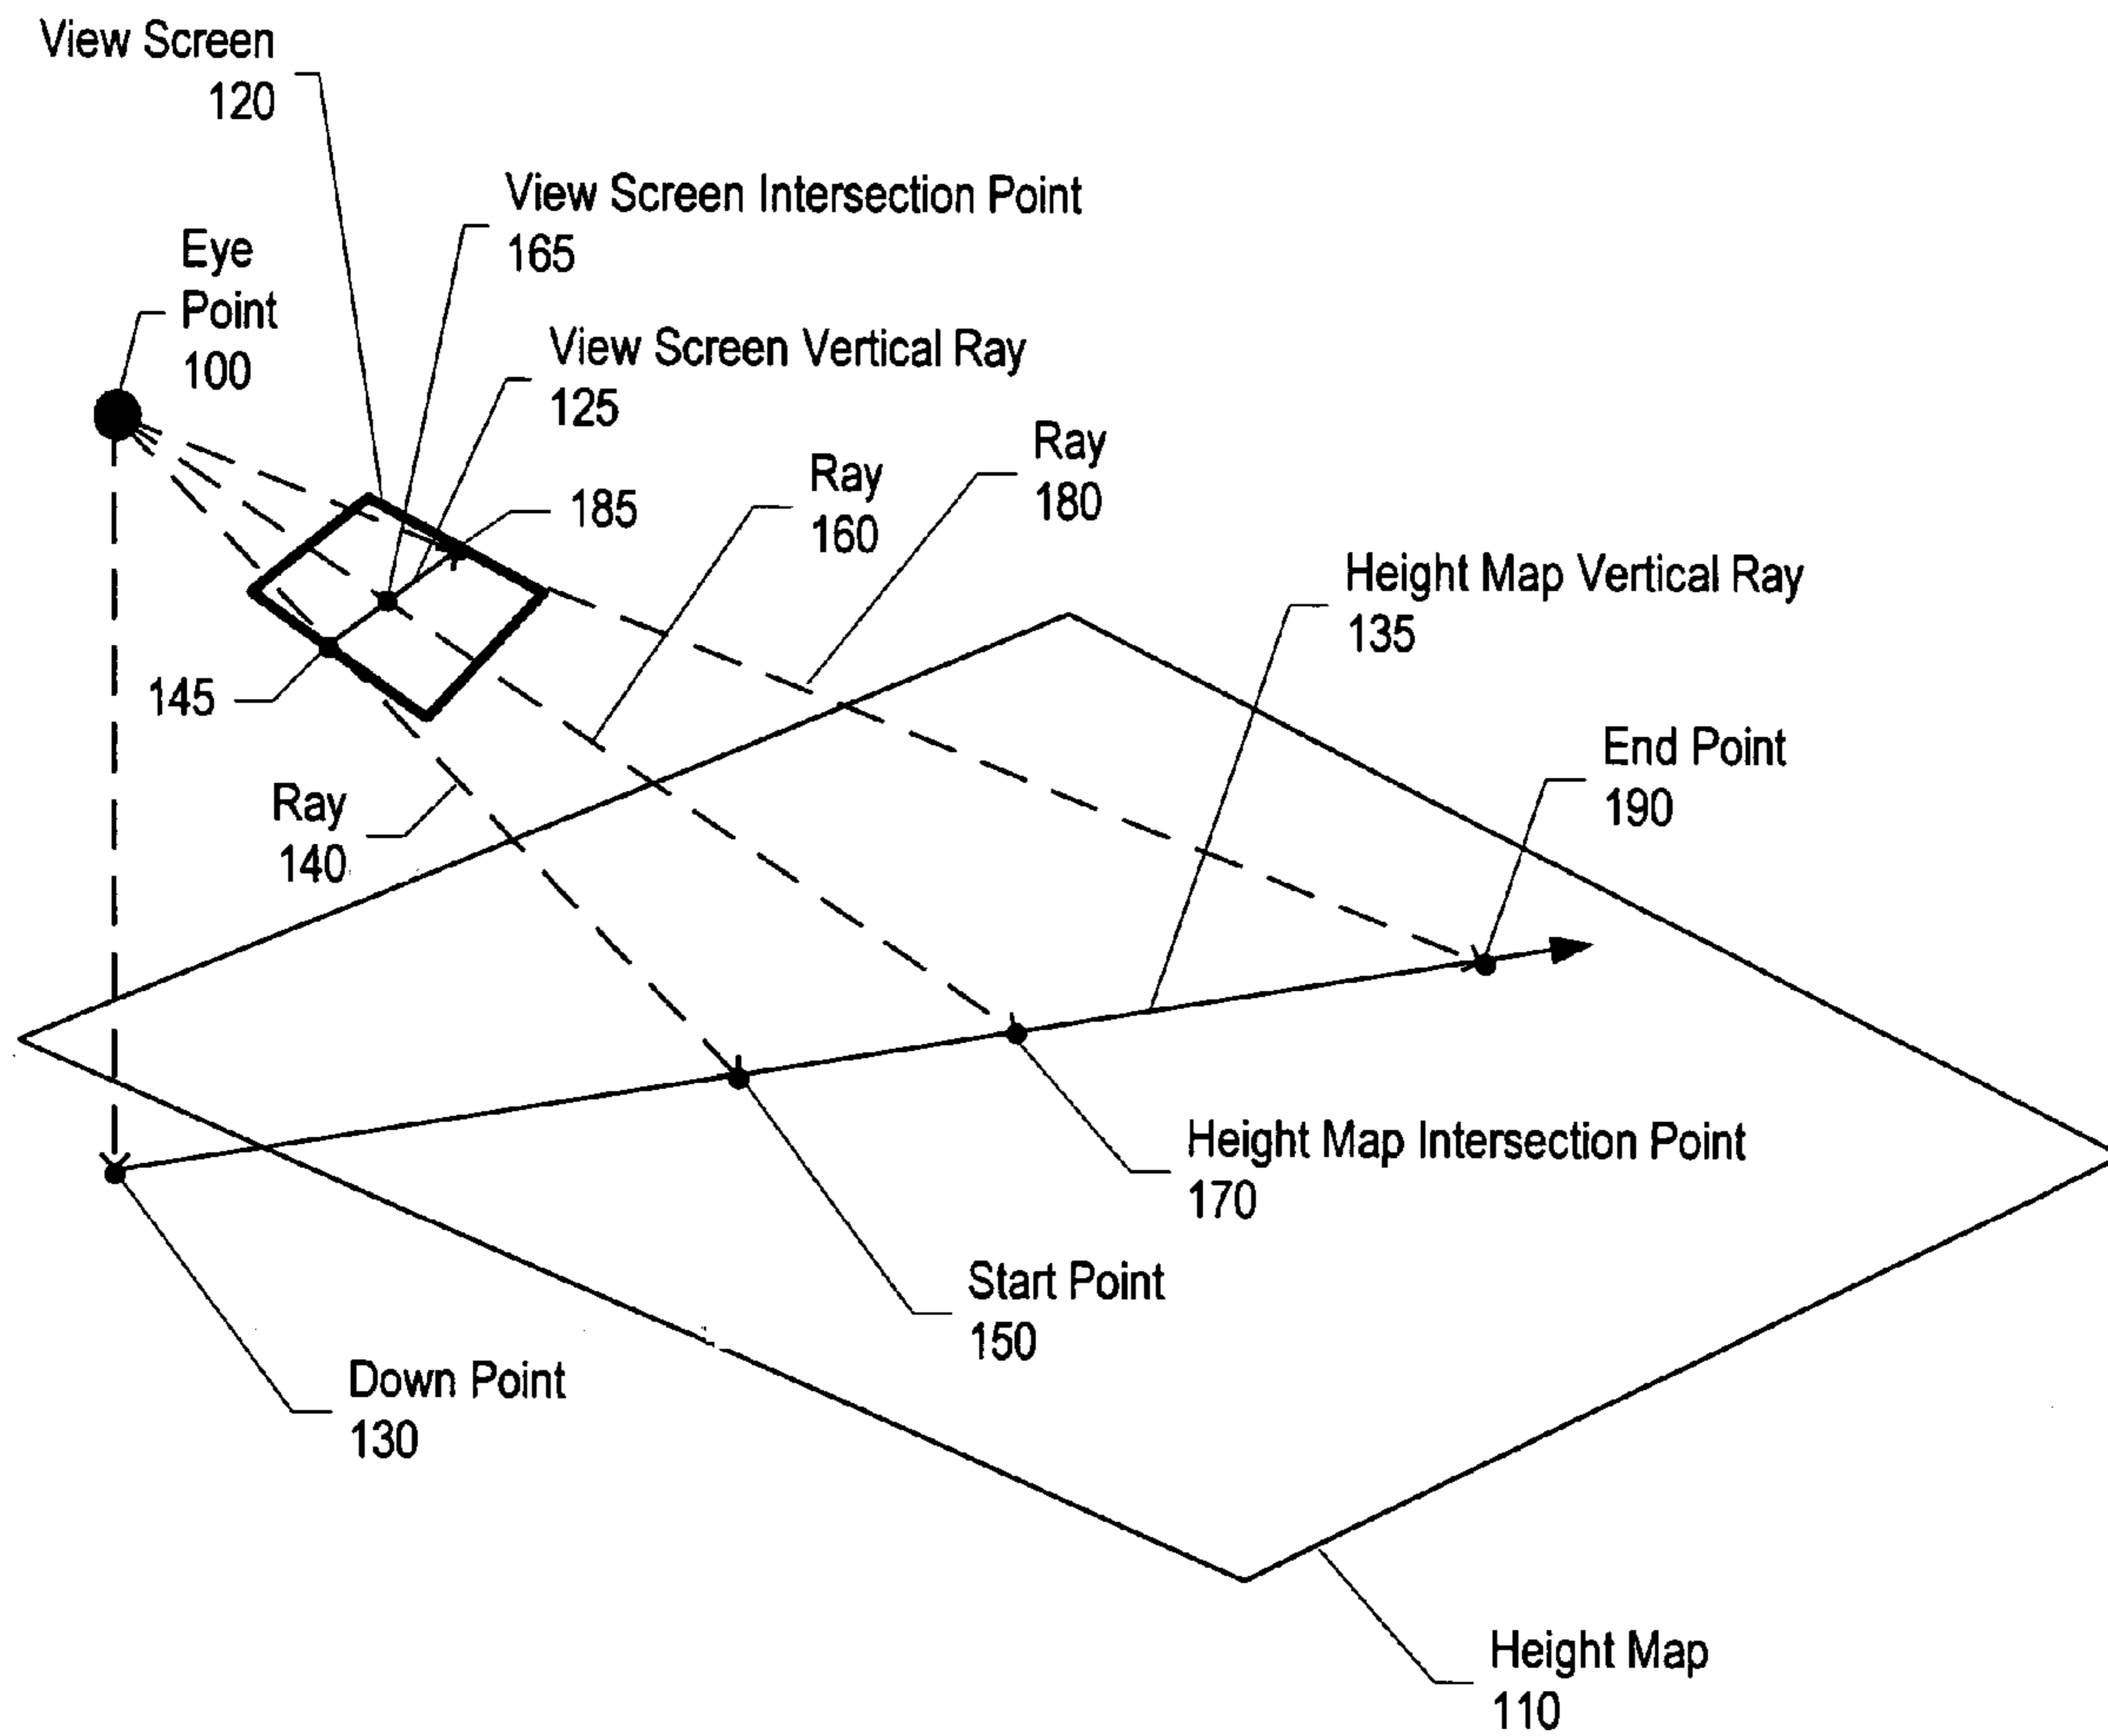 View Screen
120
View Screen Intersection Point
165
Eye
Point
100
View Screen Vertical Ray
125
Ray
180
Ray
160
185
Height Map Vertical Ray
135
145
End Point
190
Ray
140
Height Map Intersection Point
170
Start Point
150
Down Point
130
Height Map
110